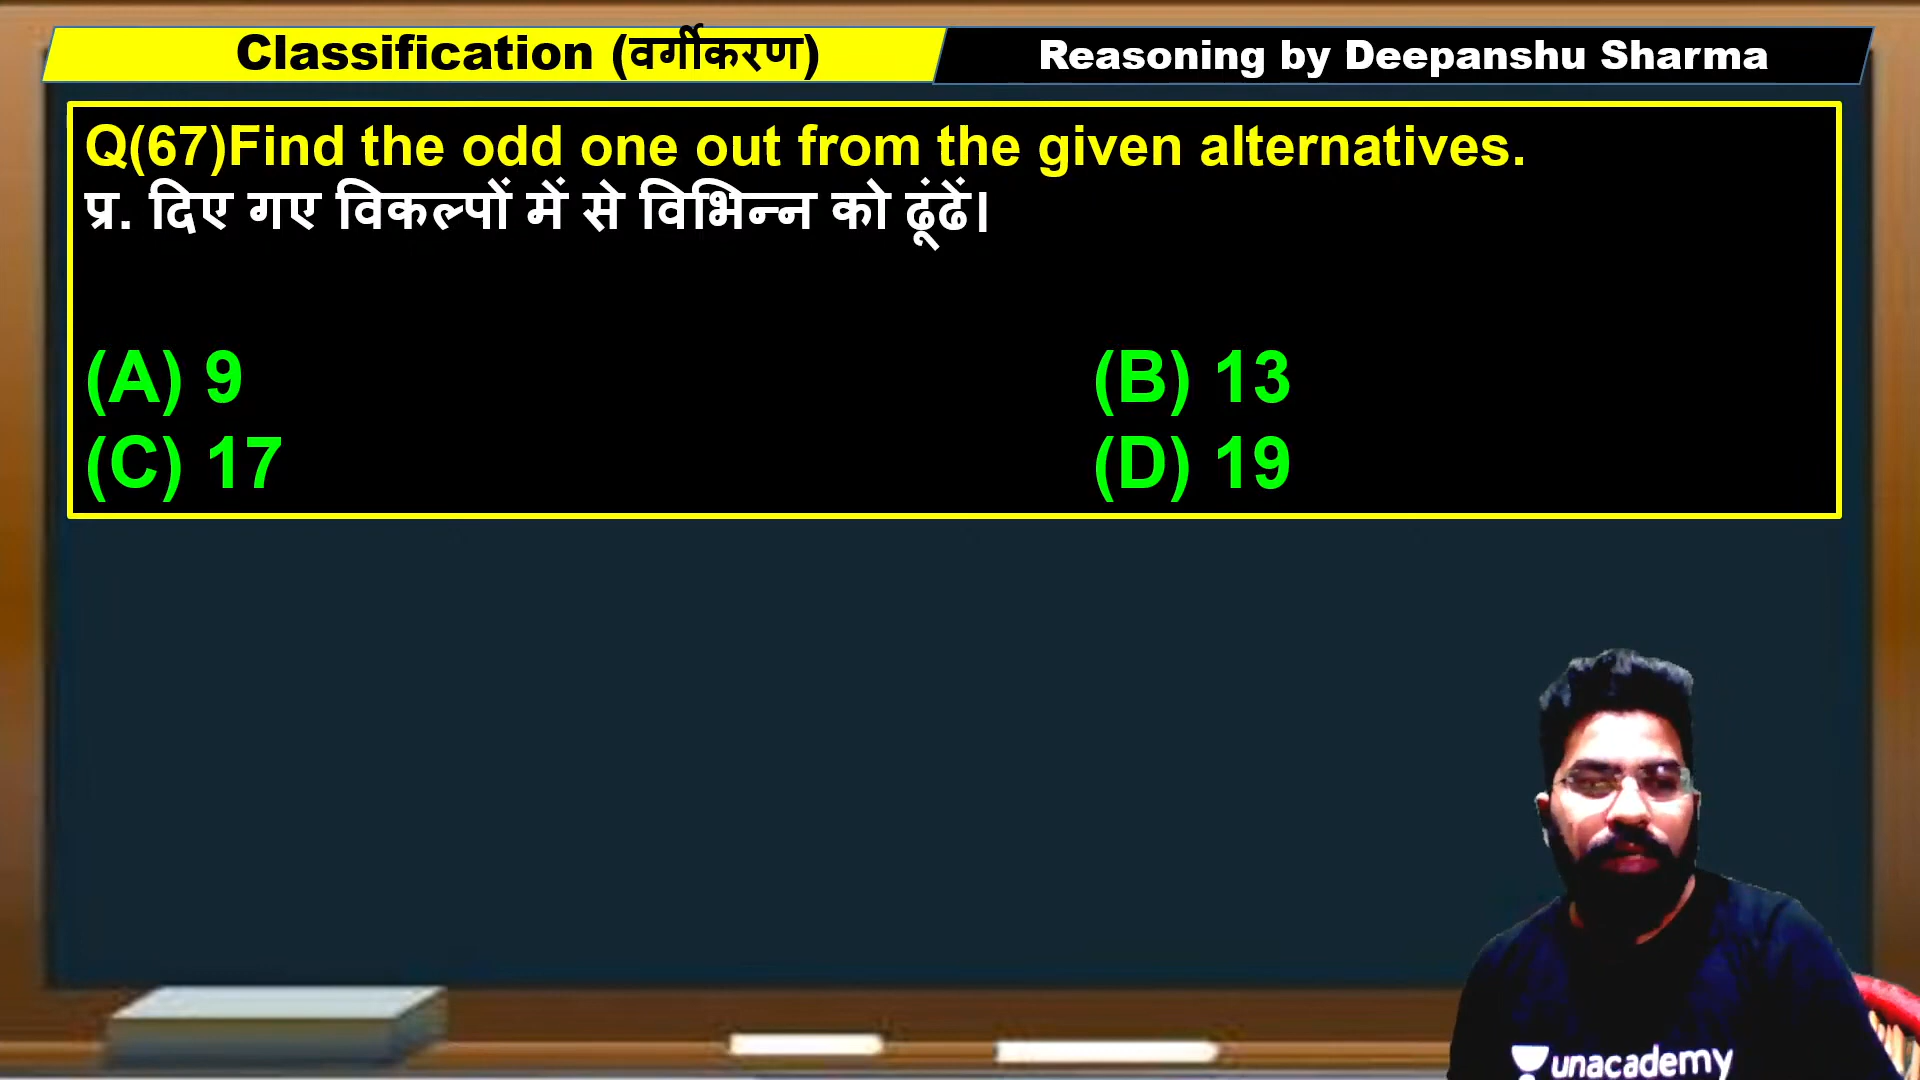 Classification (वर्गीकरण)
Reasoning by Deepanshu Sharma
Q(67)Find the odd one out from the given alternatives.
प्र. दिए गए विकल्पों में से विभिन्न को ढूंढें।
(A) 9 (B) 13
(C) 17 (D) 19
unacademy